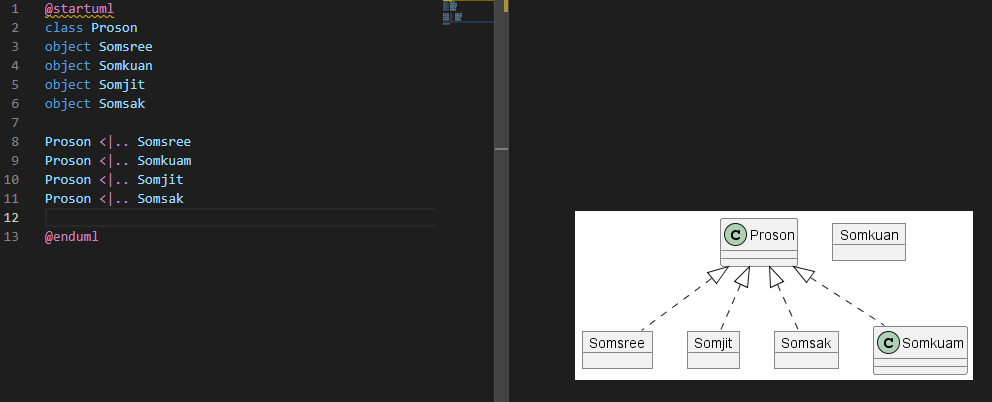 1 @startuml
2 class Proson
3 object Somsree
4 object Somkuan
5 object Somjit
6 object Somsak
7
8 Proson <|.. Somsree
9 Proson <|.. Somkuam
10 Proson <|.. Somjit
11 Proson <|.. Somsak
12
13 @enduml
C Proson
Somkuan
Somsree
Somjit
Somsak
C Somkuam